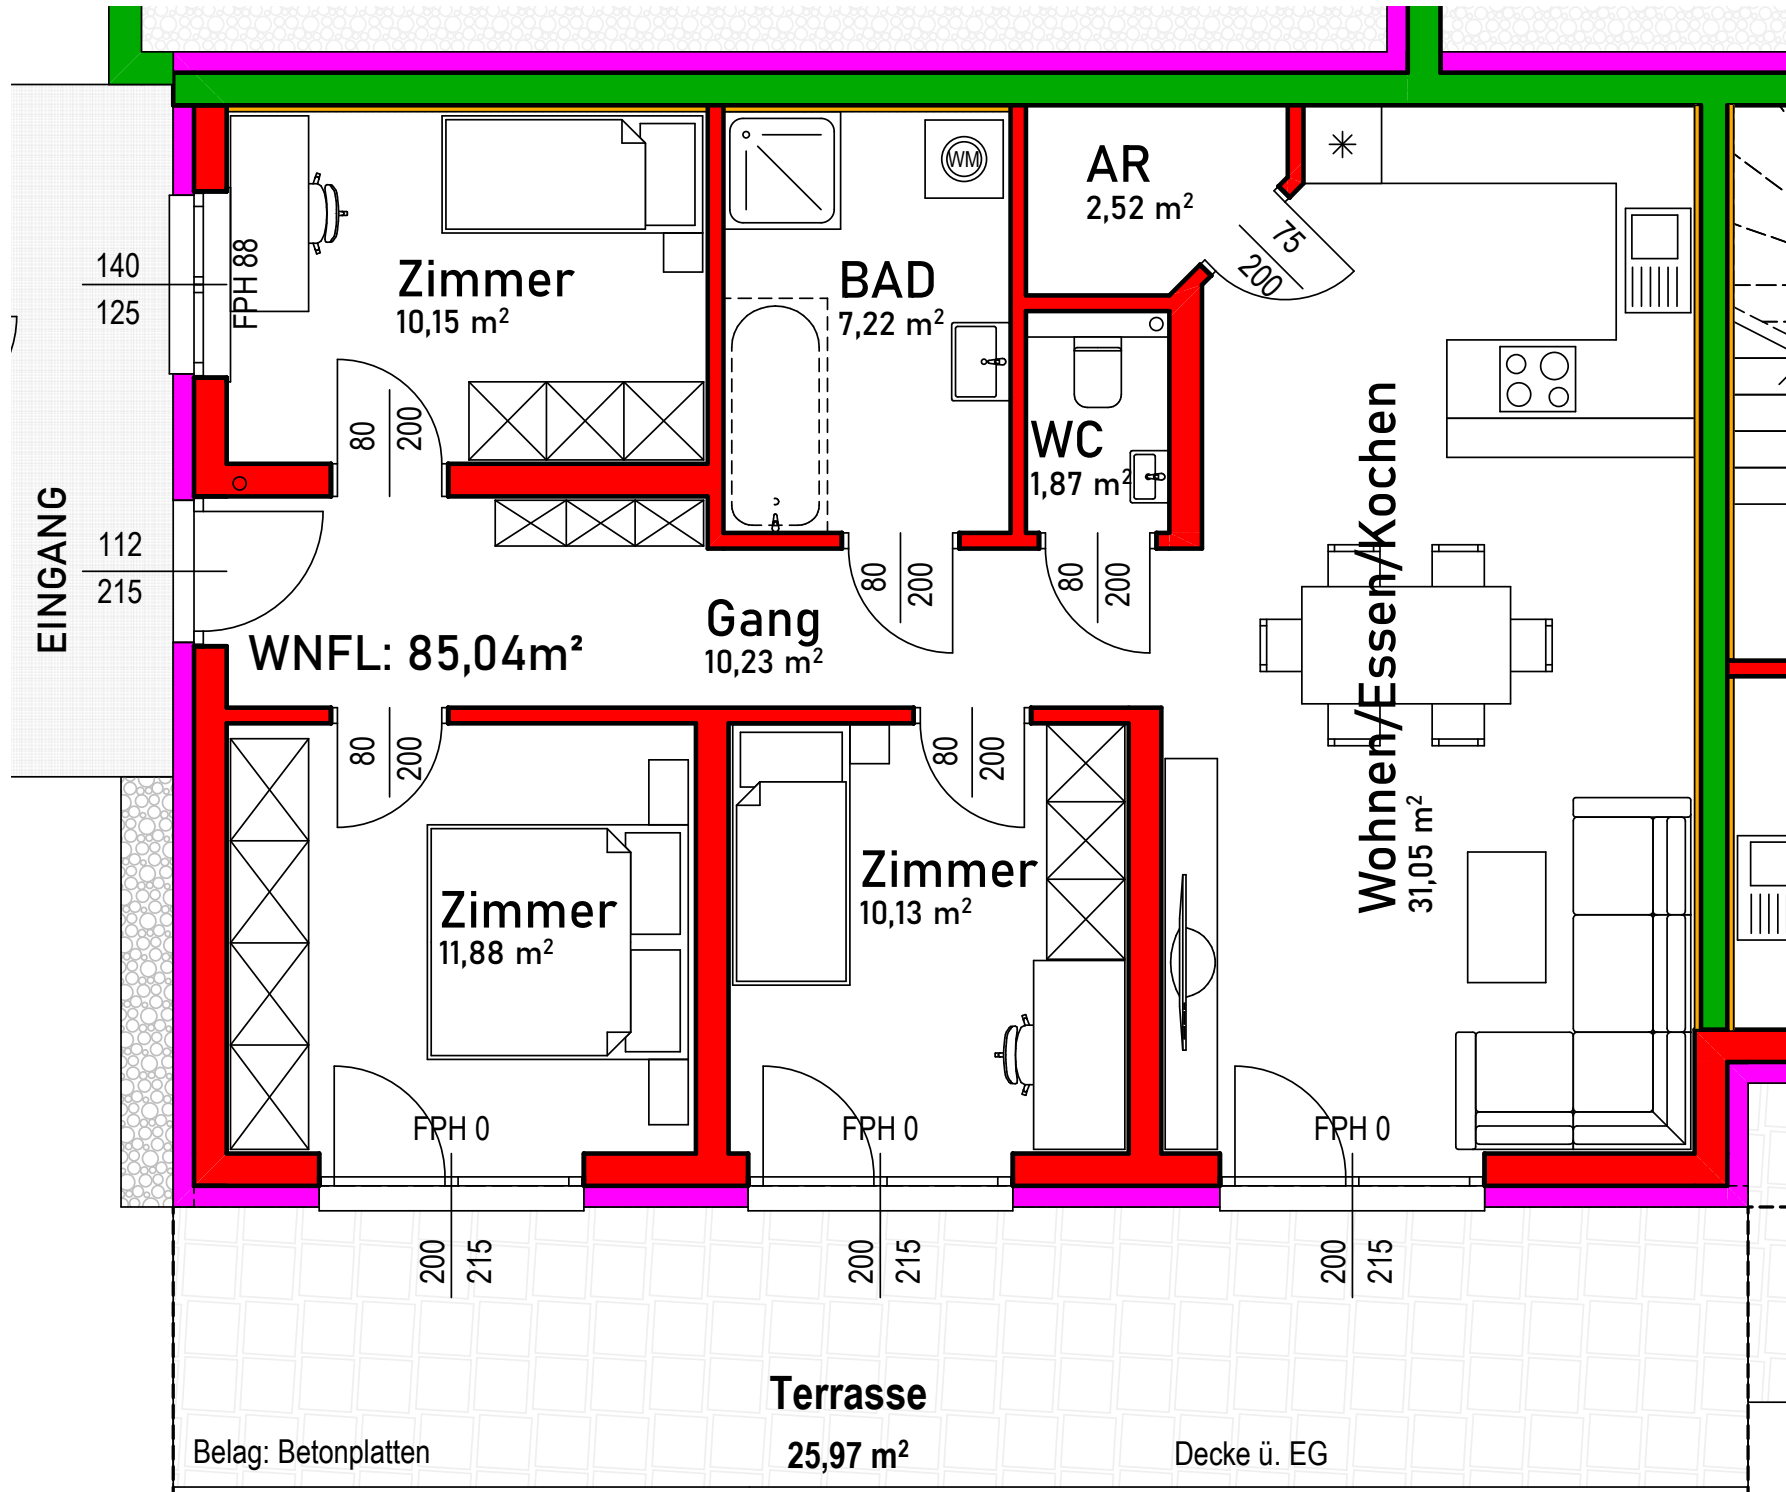 WM
AR
2,52 m²
75
200
FPH 88
140
125
Zimmer
10,15 m²
BAD
7,22 m²
80
200
WC
1,87 m²
Wohnen/Essen/Kochen
31,05 m²
EINGANG
112
215
80
200
80
200
Gang
10,23 m²
WNFL: 85,04m²
80
200
80
200
Zimmer
11,88 m²
Zimmer
10,13 m²
FPH 0
FPH 0
FPH 0
200
215
200
215
200
215
Terrasse
25,97 m²
Belag: Betonplatten
Decke ü. EG